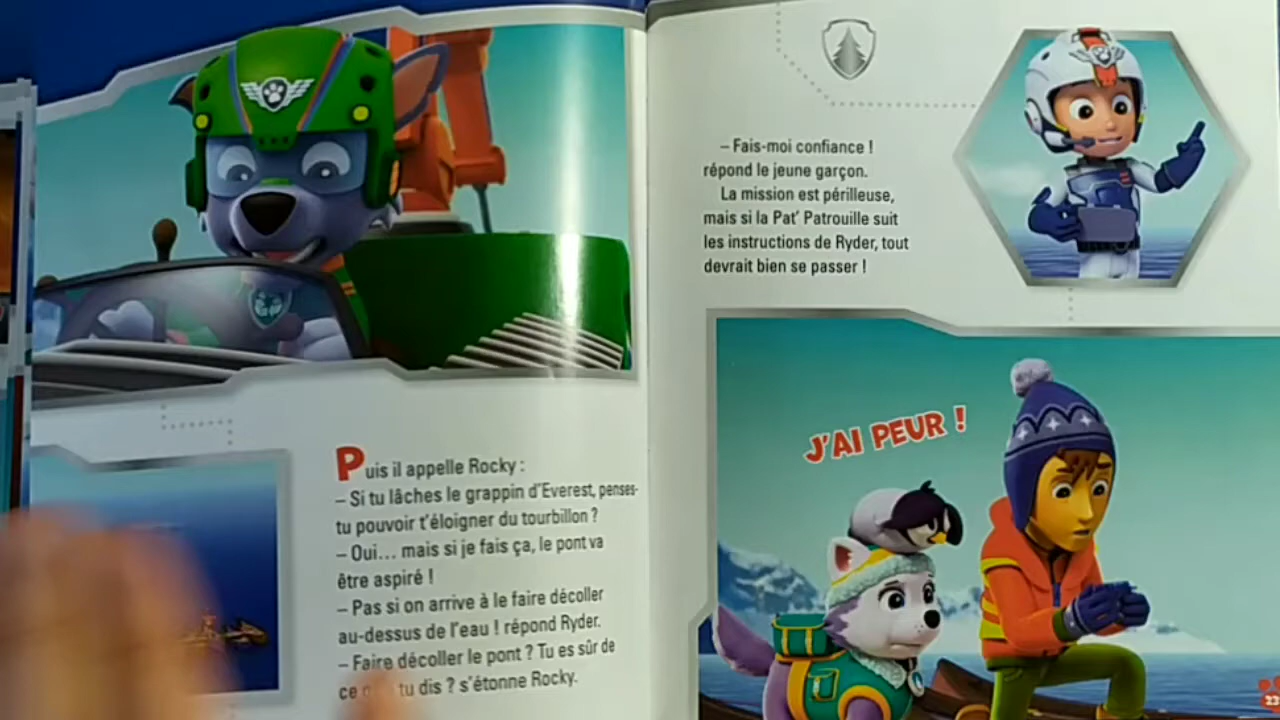 Puis il appelle Rocky :
– Si tu lâches le grappin d'Everest, penses-
tu pouvoir t'éloigner du tourbillon ?
– Oui... mais si je fais ça, le pont va
être aspiré !
– Pas si on arrive à le faire décoller
au-dessus de l'eau ! répond Ryder.
– Faire décoller le pont ? Tu es sûr de
ce tu dis ? s'étonne Rocky.
– Fais-moi confiance !
répond le jeune garçon.
La mission est périlleuse,
mais si la Pat' Patrouille suit
les instructions de Ryder, tout
devrait bien se passer !
J'AI PEUR !
23